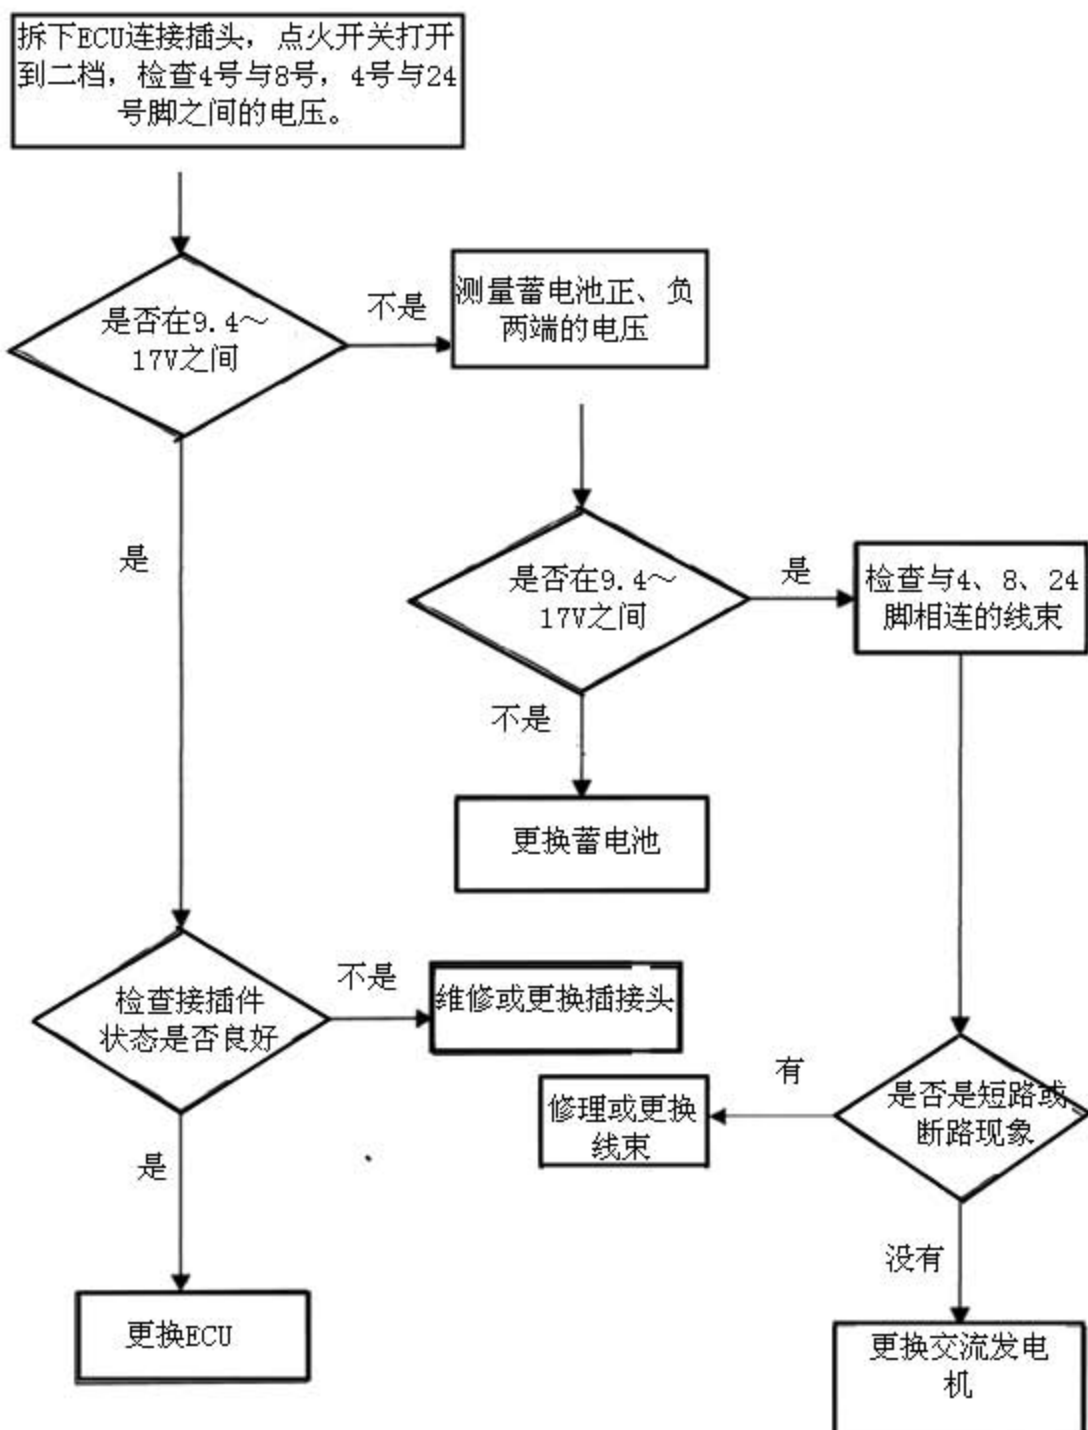 拆下ECU连接插头，点火开关打开
到二档，检查4号与8号，4号与24
号脚之间的电压。
是否在9.4～
17V之间
不是
测量蓄电池正、负
两端的电压
是
是否在9.4～
17V之间
是
检查与4、8、24
脚相连的线束
不是
更换蓄电池
检查接插件
状态是否良好
不是
维修或更换插接头
有
修理或更换
线束
是否是短路或
断路现象
是
没有
更换ECU
更换交流发电
机